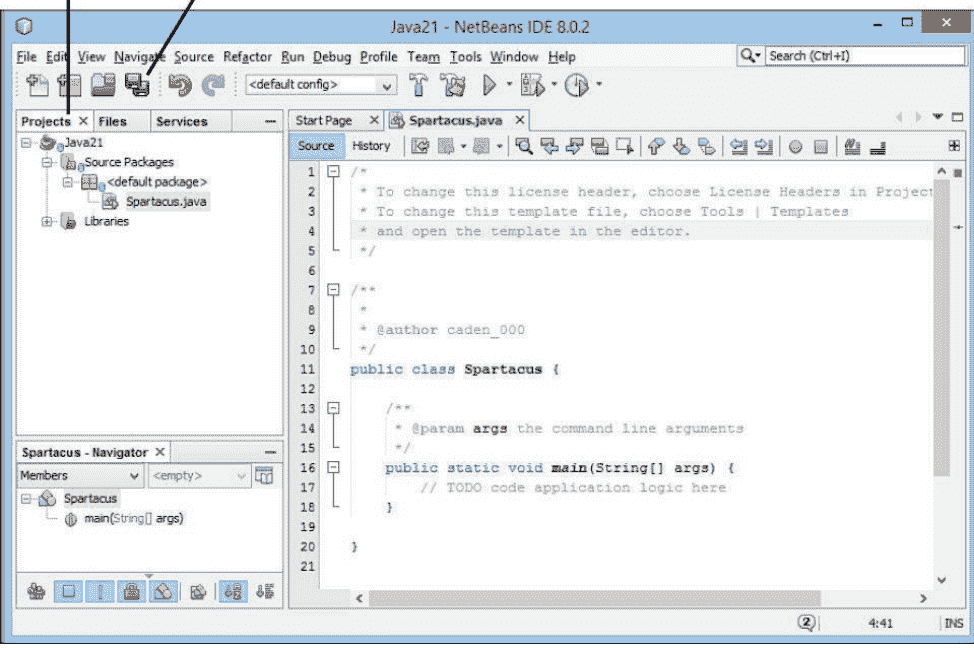 Java21 - NetBeans IDE 8.0.2
File Edit View Navigate Source Refactor Run Debug Profile Team Tools Window Help
Search (Ctrl+I)
<default config>
Projects Files Services
Java21
Source Packages
<default package>
Spartacus.java
Libraries
Spartacus - Navigator
Members <empty>
Spartacus
main(String[] args)
Start Page Spartacus.java
Source History
1 /*
2 * To change this license header, choose License Headers in Project
3 * To change this template file, choose Tools | Templates
4 * and open the template in the editor.
5 */
6
7 /**
8 *
9 * @author caden_000
10 */
11 public class Spartacus {
12
13 /**
14 * @param args the command line arguments
15 */
16 public static void main(String[] args) {
17 // TODO code application logic here
18 }
19
20 }
21
2 4:41 INS